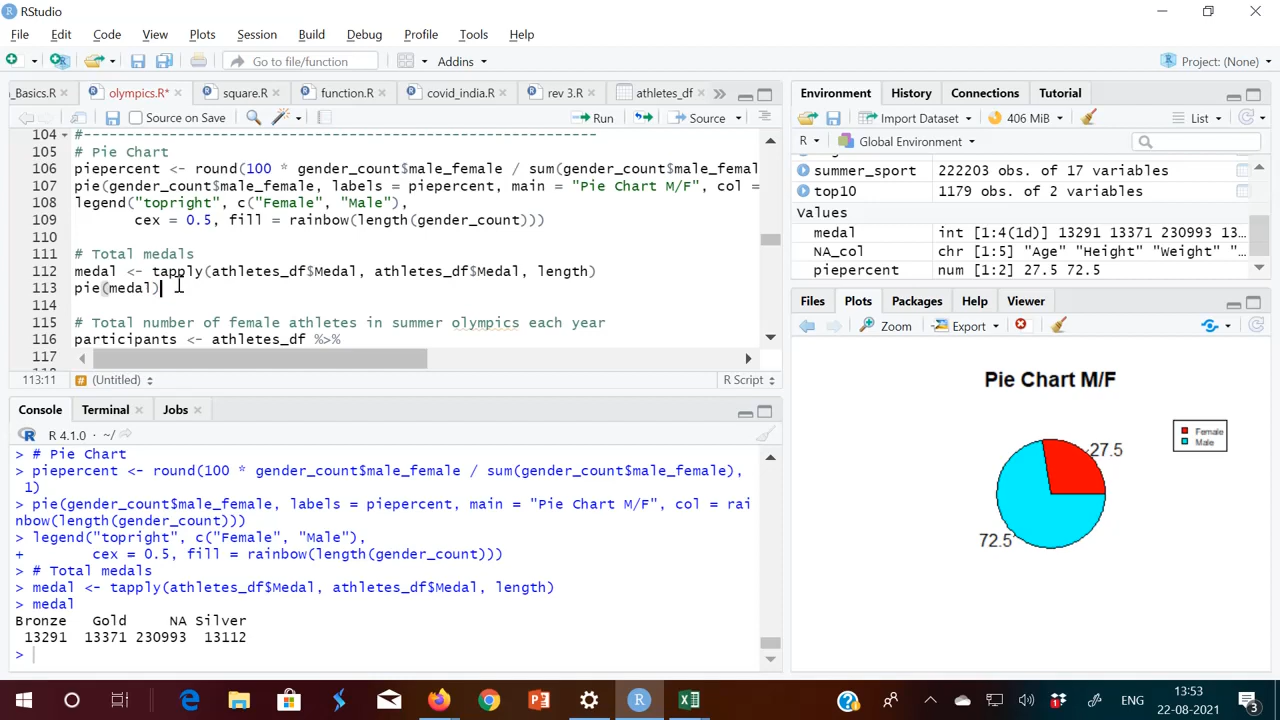 RStudio
File Edit Code View Plots Session Build Debug Profile Tools Help
Go to file/function Addins Project: (None)
_Basics.R olympics.R* square.R function.R covid_india.R rev 3.R athletes_df
Source on Save Run Source
104 #------------------------------------------------------------
105 # Pie Chart
106 piepercent <- round(100 * gender_count$male_female / sum(gender_count$mal
107 pie(gender_count$male_female, labels = piepercent, main = "Pie Chart M/F", col =
108 legend("topright", c("Female", "Male"),
109 cex = 0.5, fill = rainbow(length(gender_count)))
110
111 # Total medals
112 medal <- tapply(athletes_df$Medal, athletes_df$Medal, length)
113 pie(medal)
114
115 # Total number of female athletes in summer olympics each year
116 participants <- athletes_df %>%
117
113:11 # (Untitled) R Script
Console Terminal Jobs
R 4.1.0 · ~/
> # Pie Chart
> piepercent <- round(100 * gender_count$male_female / sum(gender_count$male_female),
1)
> pie(gender_count$male_female, labels = piepercent, main = "Pie Chart M/F", col = rai
nbow(length(gender_count)))
> legend("topright", c("Female", "Male"),
+ cex = 0.5, fill = rainbow(length(gender_count)))
> # Total medals
> medal <- tapply(athletes_df$Medal, athletes_df$Medal, length)
> medal
Bronze Gold NA Silver
13291 13371 230993 13112
>
Environment History Connections Tutorial
Import Dataset 406 MiB List
R Global Environment
summer_sport 222203 obs. of 17 variables
top10 1179 obs. of 2 variables
Values
medal int [1:4(1d)] 13291 13371 230993 13...
NA_col chr [1:5] "Age" "Height" "Weight" "...
piepercent num [1:2] 27.5 72.5
Files Plots Packages Help Viewer
Zoom Export
Pie Chart M/F
Female
Male
27.5
72.5
ENG 13:53
22-08-2021
3